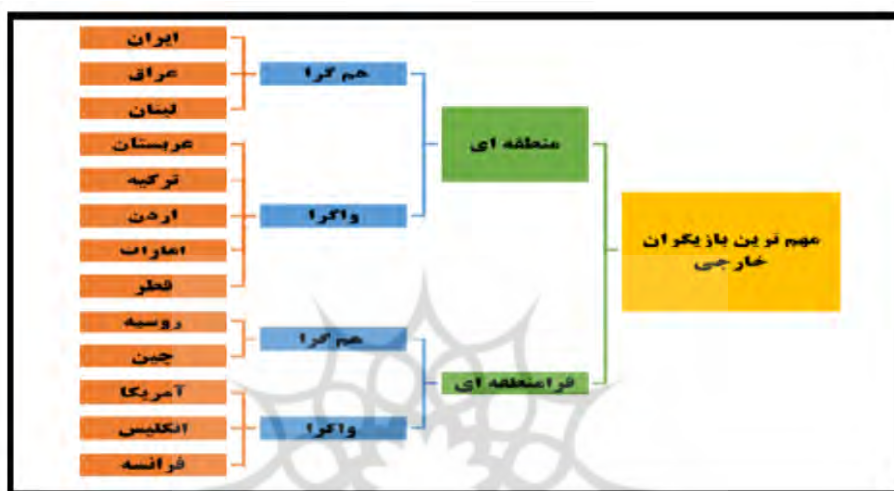 مهم ترین بازیگران
خارجی
منطقه ای
هم گرا
ایران
عراق
لبنان
واگرا
عربستان
ترکیه
اردن
امارات
قطر
فرامنطقه ای
هم گرا
روسیه
چین
واگرا
آمریکا
انگلیس
فرانسه